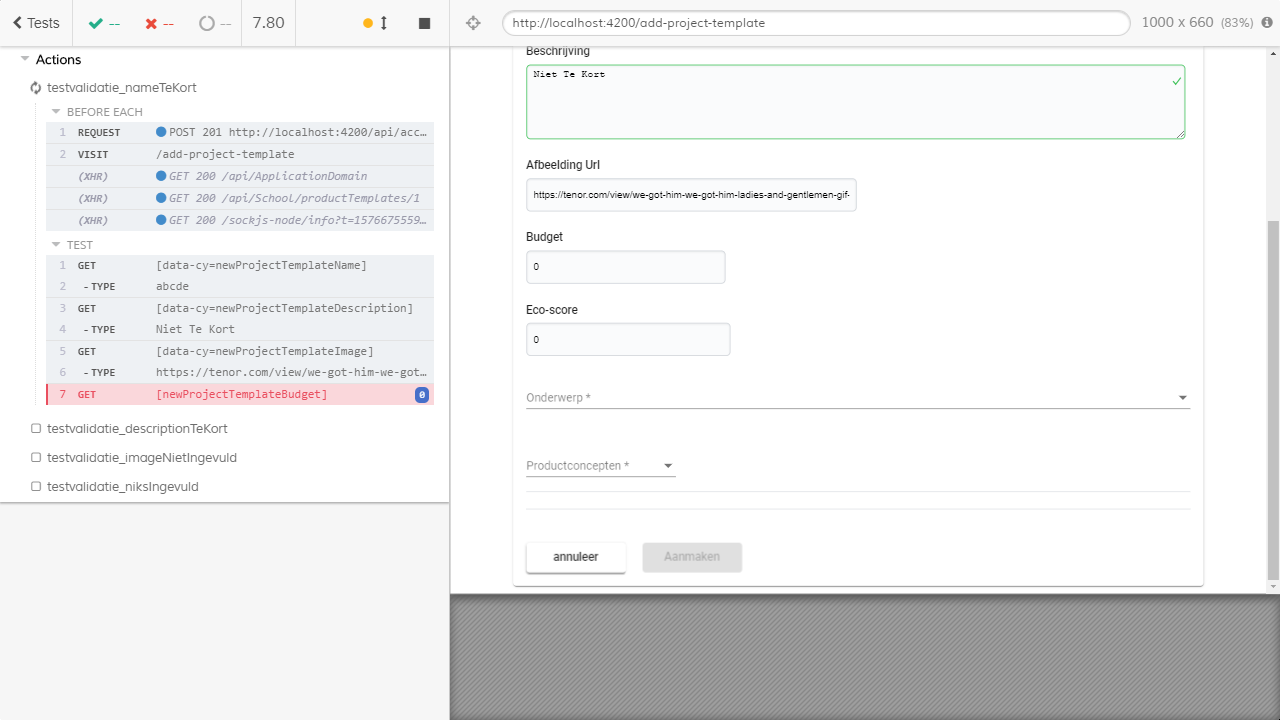 Tests -- -- -- 7.80
http://localhost:4200/add-project-template 1000 x 660 (83%)
Actions
testvalidatie_nameTeKort
BEFORE EACH
1 REQUEST POST 201 http://localhost:4200/api/acc…
2 VISIT /add-project-template
(XHR) GET 200 /api/ApplicationDomain
(XHR) GET 200 /api/School/productTemplates/1
(XHR) GET 200 /sockjs-node/info?t=1576675559…
TEST
1 GET [data-cy=newProjectTemplateName]
2 - TYPE abcde
3 GET [data-cy=newProjectTemplateDescription]
4 - TYPE Niet Te Kort
5 GET [data-cy=newProjectTemplateImage]
6 - TYPE https://tenor.com/view/we-got-him-we-got…
7 GET [newProjectTemplateBudget] 0
testvalidatie_descriptionTeKort
testvalidatie_imageNietIngevuld
testvalidatie_niksIngevuld
Beschrijving
Niet Te Kort
Afbeelding Url
https://tenor.com/view/we-got-him-we-got-him-ladies-and-gentlemen-gif-
Budget
0
Eco-score
0
Onderwerp *
Productconcepten *
annuleer Aanmaken